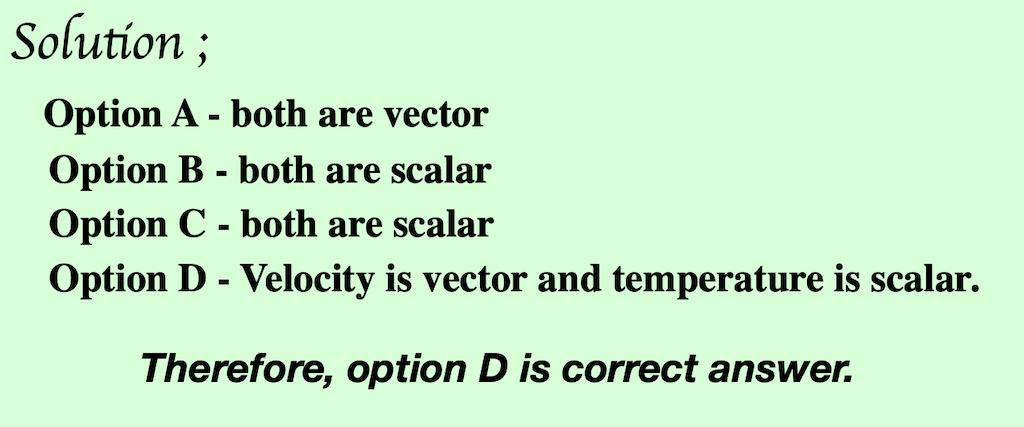 Solution ;
Option A - both are vector
Option B - both are scalar
Option C - both are scalar
Option D - Velocity is vector and temperature is scalar.
Therefore, option D is correct answer.